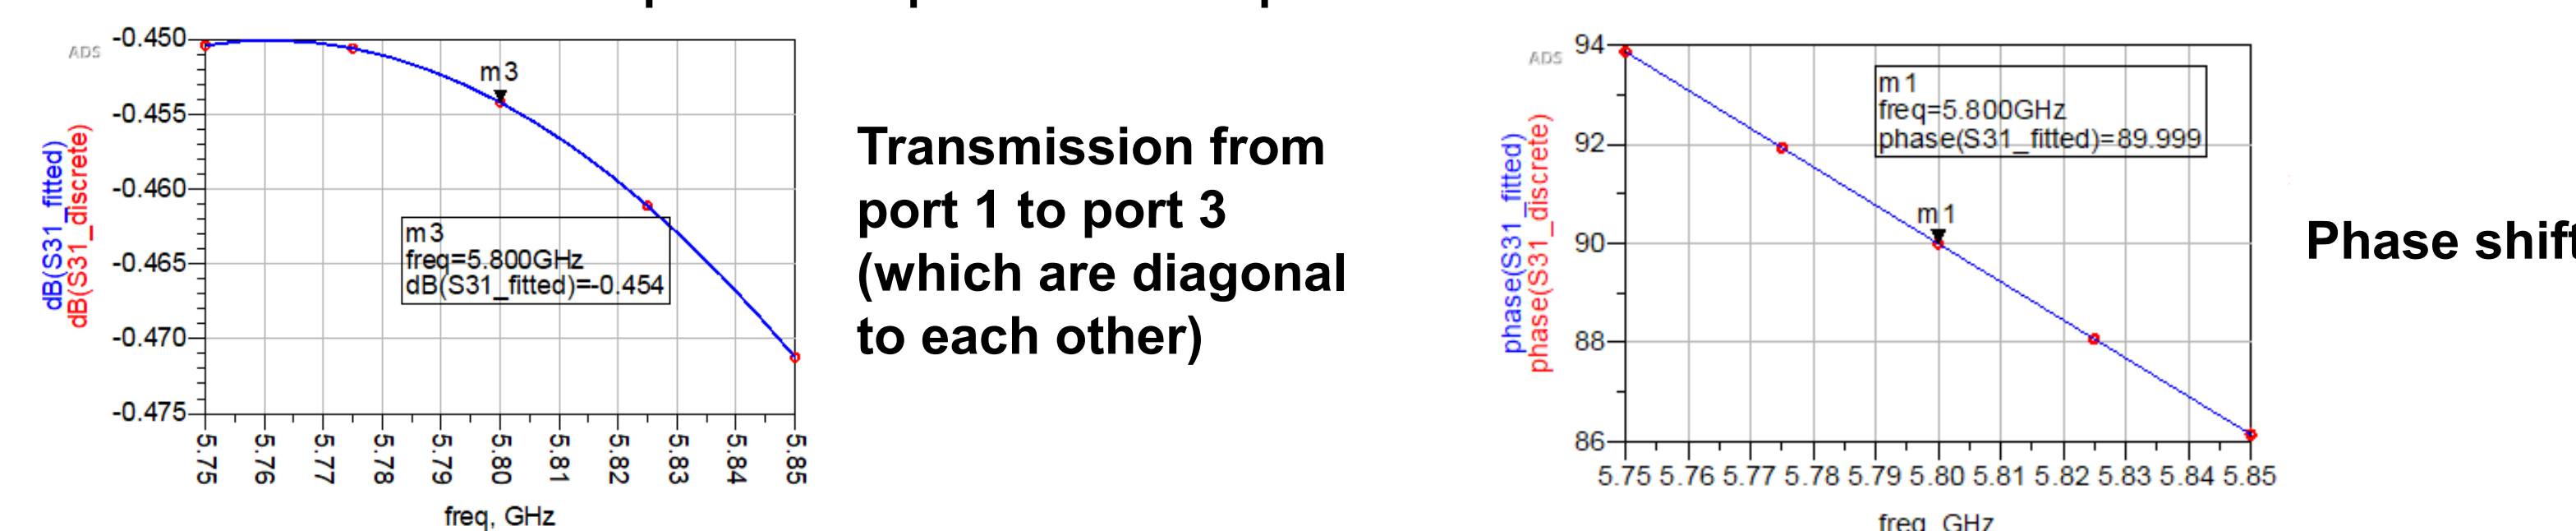 ADS
-0.450
-0.455
-0.460
-0.465
-0.470
-0.475
dB(S31_fitted)
dB(S31_discrete)
m3
m3
freq=5.800GHz
dB(S31_fitted)=-0.454
5.75 5.76 5.77 5.78 5.79 5.80 5.81 5.82 5.83 5.84 5.85
freq, GHz
Transmission from
port 1 to port 3
(which are diagonal
to each other)
ADS
94
92
90
88
86
phase(S31_fitted)
phase(S31_discrete)
m1
freq=5.800GHz
phase(S31_fitted)=89.999
m1
5.75 5.76 5.77 5.78 5.79 5.80 5.81 5.82 5.83 5.84 5.85
freq, GHz
Phase shift